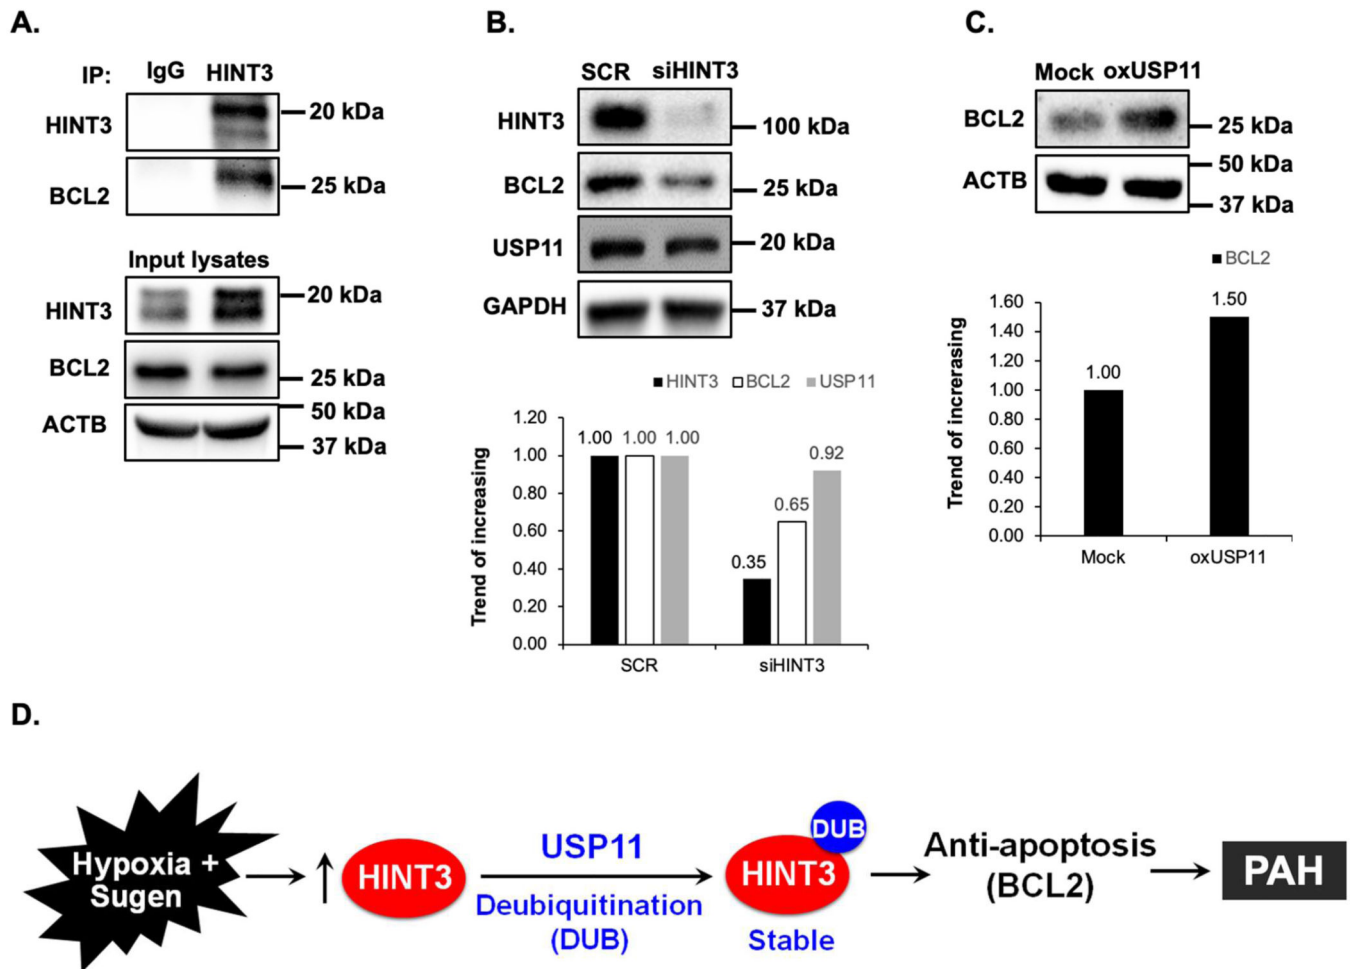 A.
IP: IgG HINT3
HINT3
20 kDa
BCL2
25 kDa
Input lysates
HINT3
20 kDa
BCL2
25 kDa
50 kDa
ACTB
37 kDa
B.
SCR siHINT3
HINT3
100 kDa
BCL2
25 kDa
USP11
20 kDa
GAPDH
37 kDa
HINT3 BCL2 USP11
Trend of increasing
1.20
1.00
0.80
0.60
0.40
0.20
0.00
1.00 1.00 1.00
0.35
0.65
0.92
SCR siHINT3
C.
Mock oxUSP11
BCL2
25 kDa
50 kDa
ACTB
37 kDa
BCL2
Trend of increrasing
1.60
1.40
1.20
1.00
0.80
0.60
0.40
0.20
0.00
1.00
1.50
Mock oxUSP11
D.
Hypoxia +
Sugen
HINT3
USP11
Deubiquitination
(DUB)
DUB
HINT3
Stable
Anti-apoptosis
(BCL2)
PAH